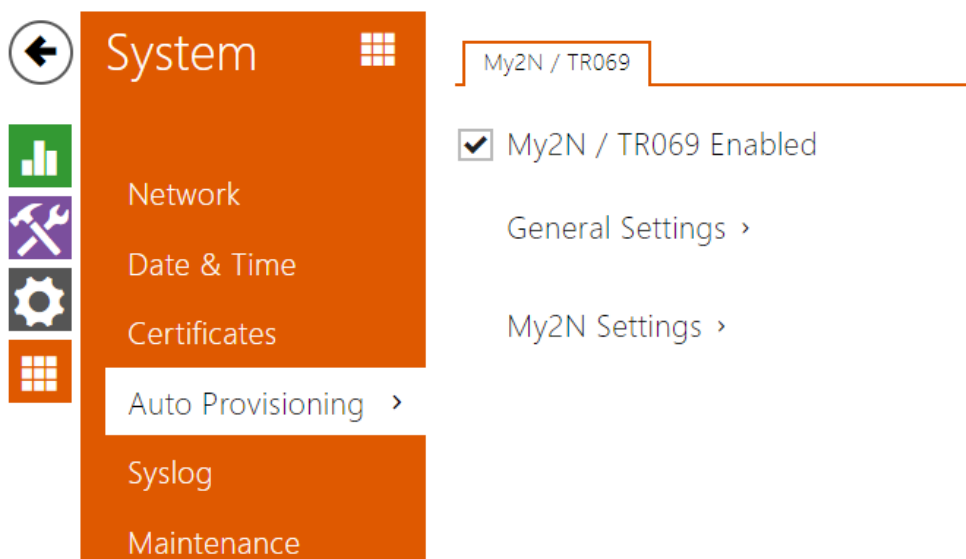 System
Network
Date & Time
Certificates
Auto Provisioning
Syslog
Maintenance
My2N / TR069
My2N / TR069 Enabled
General Settings
My2N Settings